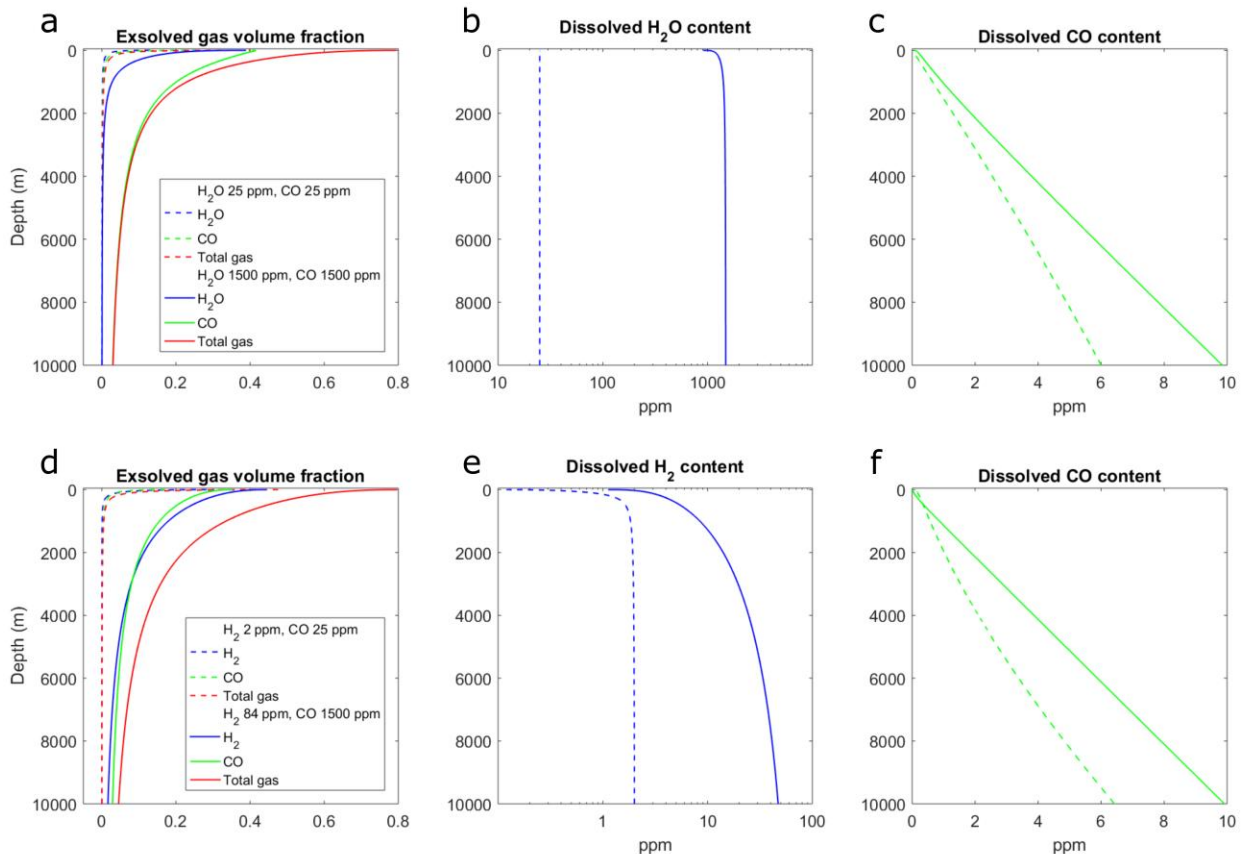 a
Exsolved gas volume fraction
0
2000
4000
6000
8000
10000
Depth (m)
0 0.2 0.4 0.6 0.8
H₂O 25 ppm, CO 25 ppm
H₂O
CO
Total gas
H₂O 1500 ppm, CO 1500 ppm
H₂O
CO
Total gas
b
Dissolved H₂O content
0
2000
4000
6000
8000
10000
10 100 1000
ppm
c
Dissolved CO content
0
2000
4000
6000
8000
10000
0 2 4 6 8 10
ppm
d
Exsolved gas volume fraction
0
2000
4000
6000
8000
10000
Depth (m)
0 0.2 0.4 0.6 0.8
H₂ 2 ppm, CO 25 ppm
H₂
CO
Total gas
H₂ 84 ppm, CO 1500 ppm
H₂
CO
Total gas
e
Dissolved H₂ content
0
2000
4000
6000
8000
10000
1 10 100
ppm
f
Dissolved CO content
0
2000
4000
6000
8000
10000
0 2 4 6 8 10
ppm